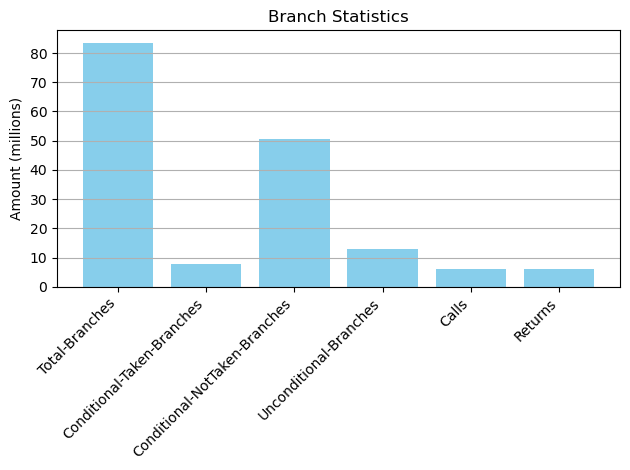 Branch Statistics
Amount (millions)
80
70
60
50
40
30
20
10
0
Total-Branches
Conditional-Taken-Branches
Conditional-NotTaken-Branches
Unconditional-Branches
Calls
Returns